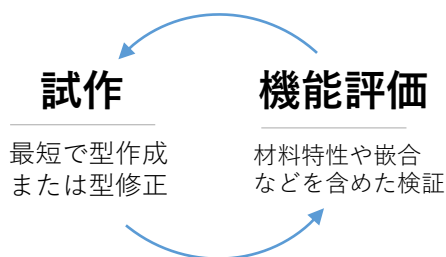 試作
最短で型作成
または型修正
機能評価
材料特性や嵌合
などを含めた検証